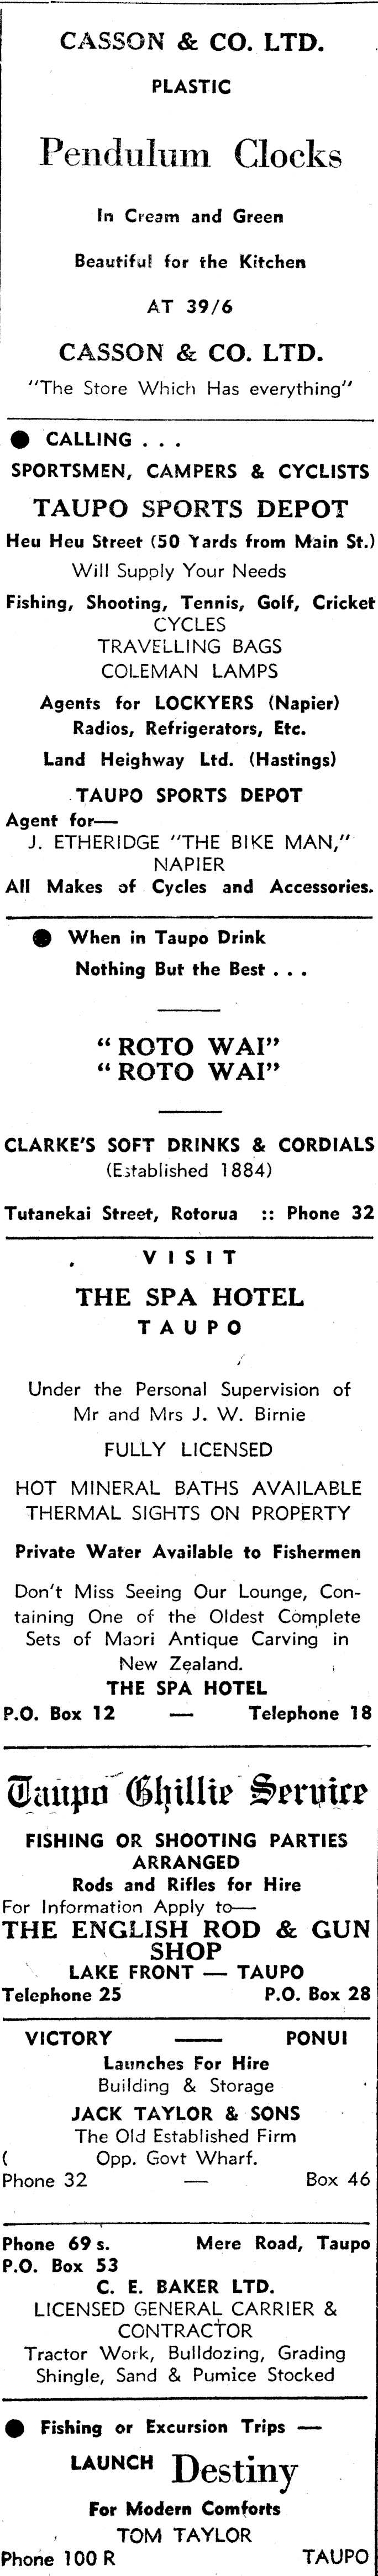 CASSON & CO. LTD.
PLASTIC
Pendulum Clocks
In Cream and Green
Beautiful for the Kitchen
AT 39/6
CASSON & CO. LTD.
"The Store Which Has everything"
● CALLING . . .
SPORTSMEN, CAMPERS & CYCLISTS
TAUPO SPORTS DEPOT
Heu Heu Street (50 Yards from Main St.)
Will Supply Your Needs
Fishing, Shooting, Tennis, Golf, Cricket
CYCLES
TRAVELLING BAGS
COLEMAN LAMPS
Agents for LOCKYERS (Napier)
Radios, Refrigerators, Etc.
Land Heighway Ltd. (Hastings)
TAUPO SPORTS DEPOT
Agent for—
J. ETHERIDGE "THE BIKE MAN,"
NAPIER
All Makes of Cycles and Accessories.
● When in Taupo Drink
Nothing But the Best . . .
"ROTO WAI"
"ROTO WAI"
CLARKE'S SOFT DRINKS & CORDIALS
(Established 1884)
Tutanekai Street, Rotorua :: Phone 32
VISIT
THE SPA HOTEL
TAUPO
Under the Personal Supervision of
Mr and Mrs J. W. Birnie
FULLY LICENSED
HOT MINERAL BATHS AVAILABLE
THERMAL SIGHTS ON PROPERTY
Private Water Available to Fishermen
Don't Miss Seeing Our Lounge, Con-
taining One of the Oldest Complete
Sets of Maori Antique Carving in
New Zealand.
THE SPA HOTEL
P.O. Box 12 — Telephone 18
Taupo Ghillie Service
FISHING OR SHOOTING PARTIES
ARRANGED
Rods and Rifles for Hire
For Information Apply to—
THE ENGLISH ROD & GUN
SHOP
LAKE FRONT — TAUPO
Telephone 25 P.O. Box 28
VICTORY — PONUI
Launches For Hire
Building & Storage
JACK TAYLOR & SONS
The Old Established Firm
Opp. Govt Wharf.
Phone 32 — Box 46
Phone 69 s. Mere Road, Taupo
P.O. Box 53
C. E. BAKER LTD.
LICENSED GENERAL CARRIER &
CONTRACTOR
Tractor Work, Bulldozing, Grading
Shingle, Sand & Pumice Stocked
● Fishing or Excursion Trips —
LAUNCH Destiny
For Modern Comforts
TOM TAYLOR
Phone 100 R TAUPO